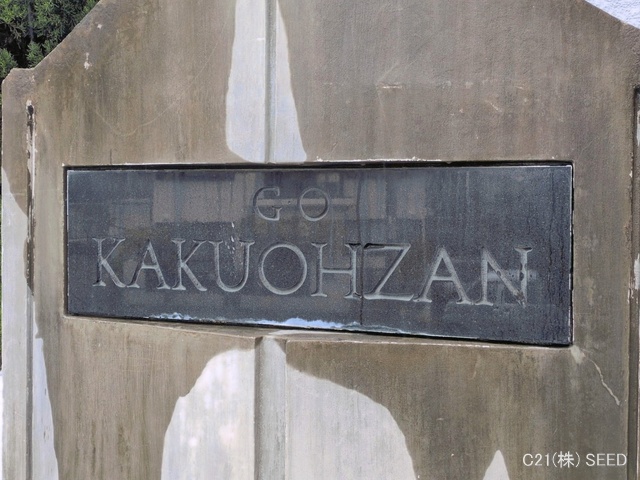 GO
KAKUOHZAN
C21(株) SEED